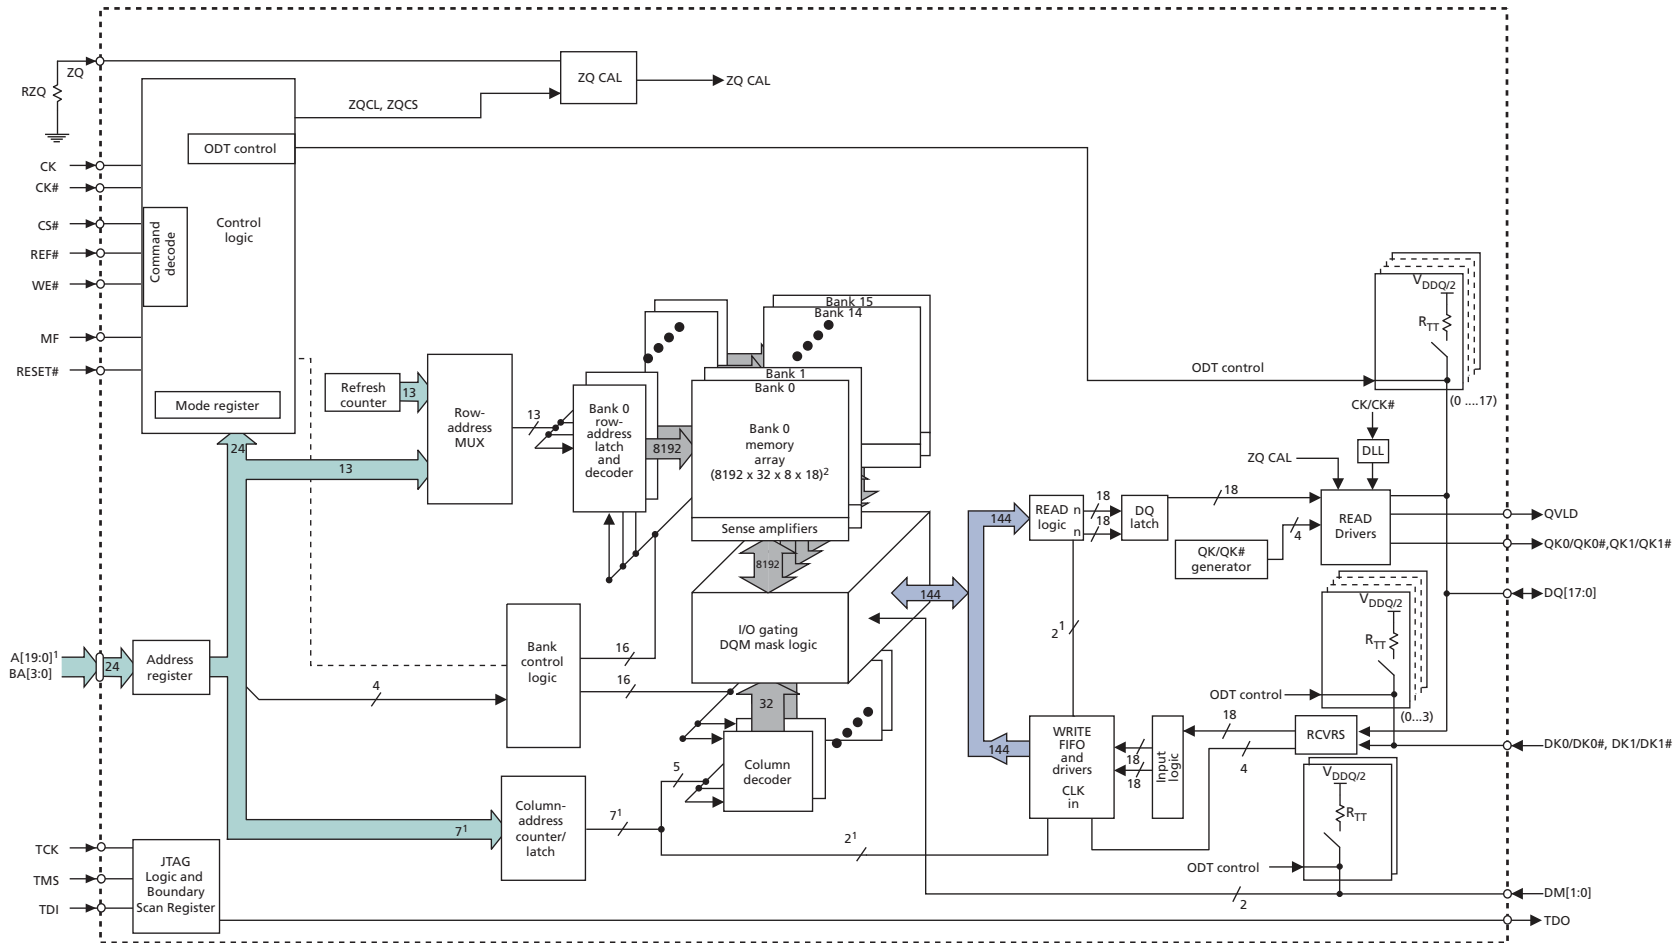 ZQ
RZQ
ZQ CAL
ZQ CAL
ZQCL, ZQCS
ODT control
CK
CK#
CS#
REF#
WE#
MF
RESET#
Command
decode
Control
logic
Mode register
24
Refresh
counter
13
13
Row-
address
MUX
13
Bank 0
row-
address
latch
and
decoder
8192
Bank 15
Bank 14
Bank 1
Bank 0
Bank 0
memory
array
(8192 x 32 x 8 x 18)²
Sense amplifiers
8192
I/O gating
DQM mask logic
32
Column
decoder
A[19:0]¹
BA[3:0]
24
Address
register
4
Bank
control
logic
16
16
7¹
Column-
address
counter/
latch
7¹
5
2¹
144
144
144
READ
logic
n
n
18
18
DQ
latch
18
2¹
WRITE
FIFO
and
drivers
CLK
in
18
18
Input
logic
18
4
RCVRS
ODT control
VDDQ/2
RTT
(0 ....17)
CK/CK#
DLL
ZQ CAL
READ
Drivers
4
QK/QK#
generator
QVLD
QK0/QK0#,QK1/QK1#
DQ[17:0]
VDDQ/2
RTT
ODT control
(0...3)
DK0/DK0#, DK1/DK1#
VDDQ/2
RTT
ODT control
DM[1:0]
2
TCK
TMS
TDI
JTAG
Logic and
Boundary
Scan Register
TDO